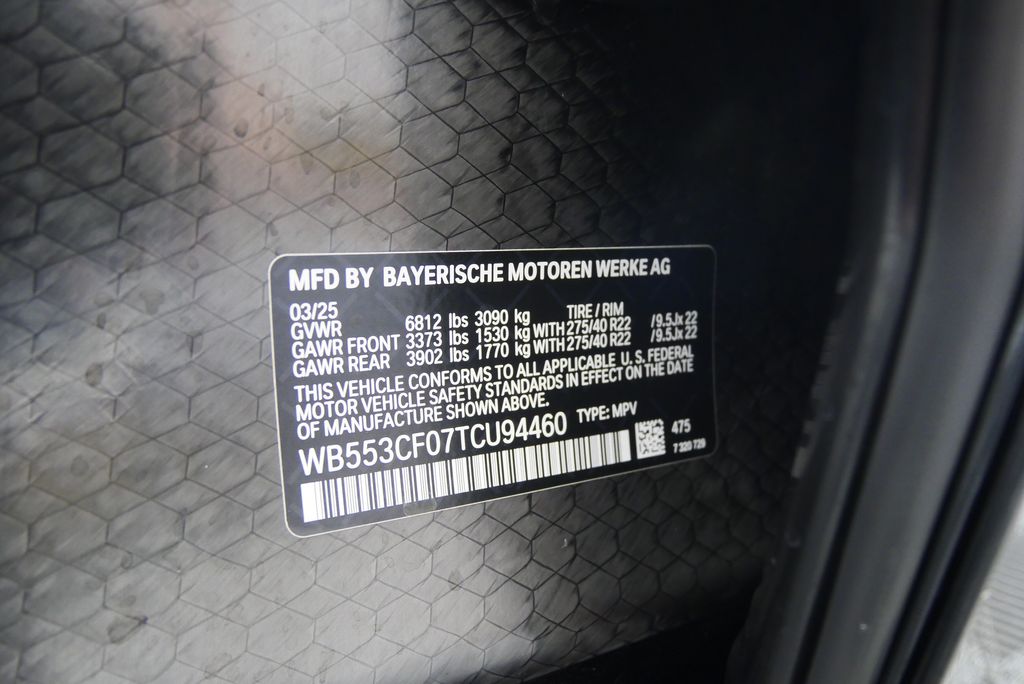 MFD BY BAYERISCHE MOTOREN WERKE AG
03/25 TIRE / RIM
GVWR 6812 lbs 3090 kg
GAWR FRONT 3373 lbs 1530 kg WITH 275/40 R22 /9.5Jx 22
GAWR REAR 3902 lbs 1770 kg WITH 275/40 R22 /9.5Jx 22
THIS VEHICLE CONFORMS TO ALL APPLICABLE U.S. FEDERAL
MOTOR VEHICLE SAFETY STANDARDS IN EFFECT ON THE DATE
OF MANUFACTURE SHOWN ABOVE.
WB553CF07TCU94460 TYPE: MPV
475
7 320 729